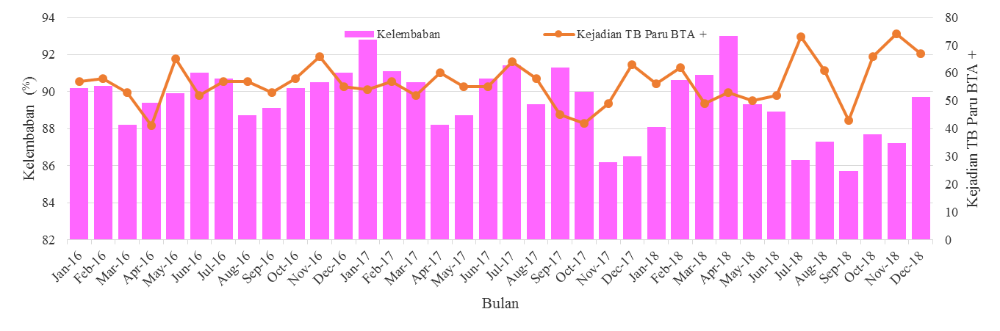 94
92
90
88
86
84
82
Kelembaban (%)
Kelembaban
Kejadian TB Paru BTA +
80
70
60
50
40
30
20
10
0
Kejadian TB Paru BTA +
Jan-16
Feb-16
Mar-16
Apr-16
May-16
Jun-16
Jul-16
Aug-16
Sep-16
Oct-16
Nov-16
Dec-16
Jan-17
Feb-17
Mar-17
Apr-17
May-17
Jun-17
Jul-17
Aug-17
Sep-17
Oct-17
Nov-17
Dec-17
Jan-18
Feb-18
Mar-18
Apr-18
May-18
Jun-18
Jul-18
Aug-18
Sep-18
Oct-18
Nov-18
Dec-18
Bulan